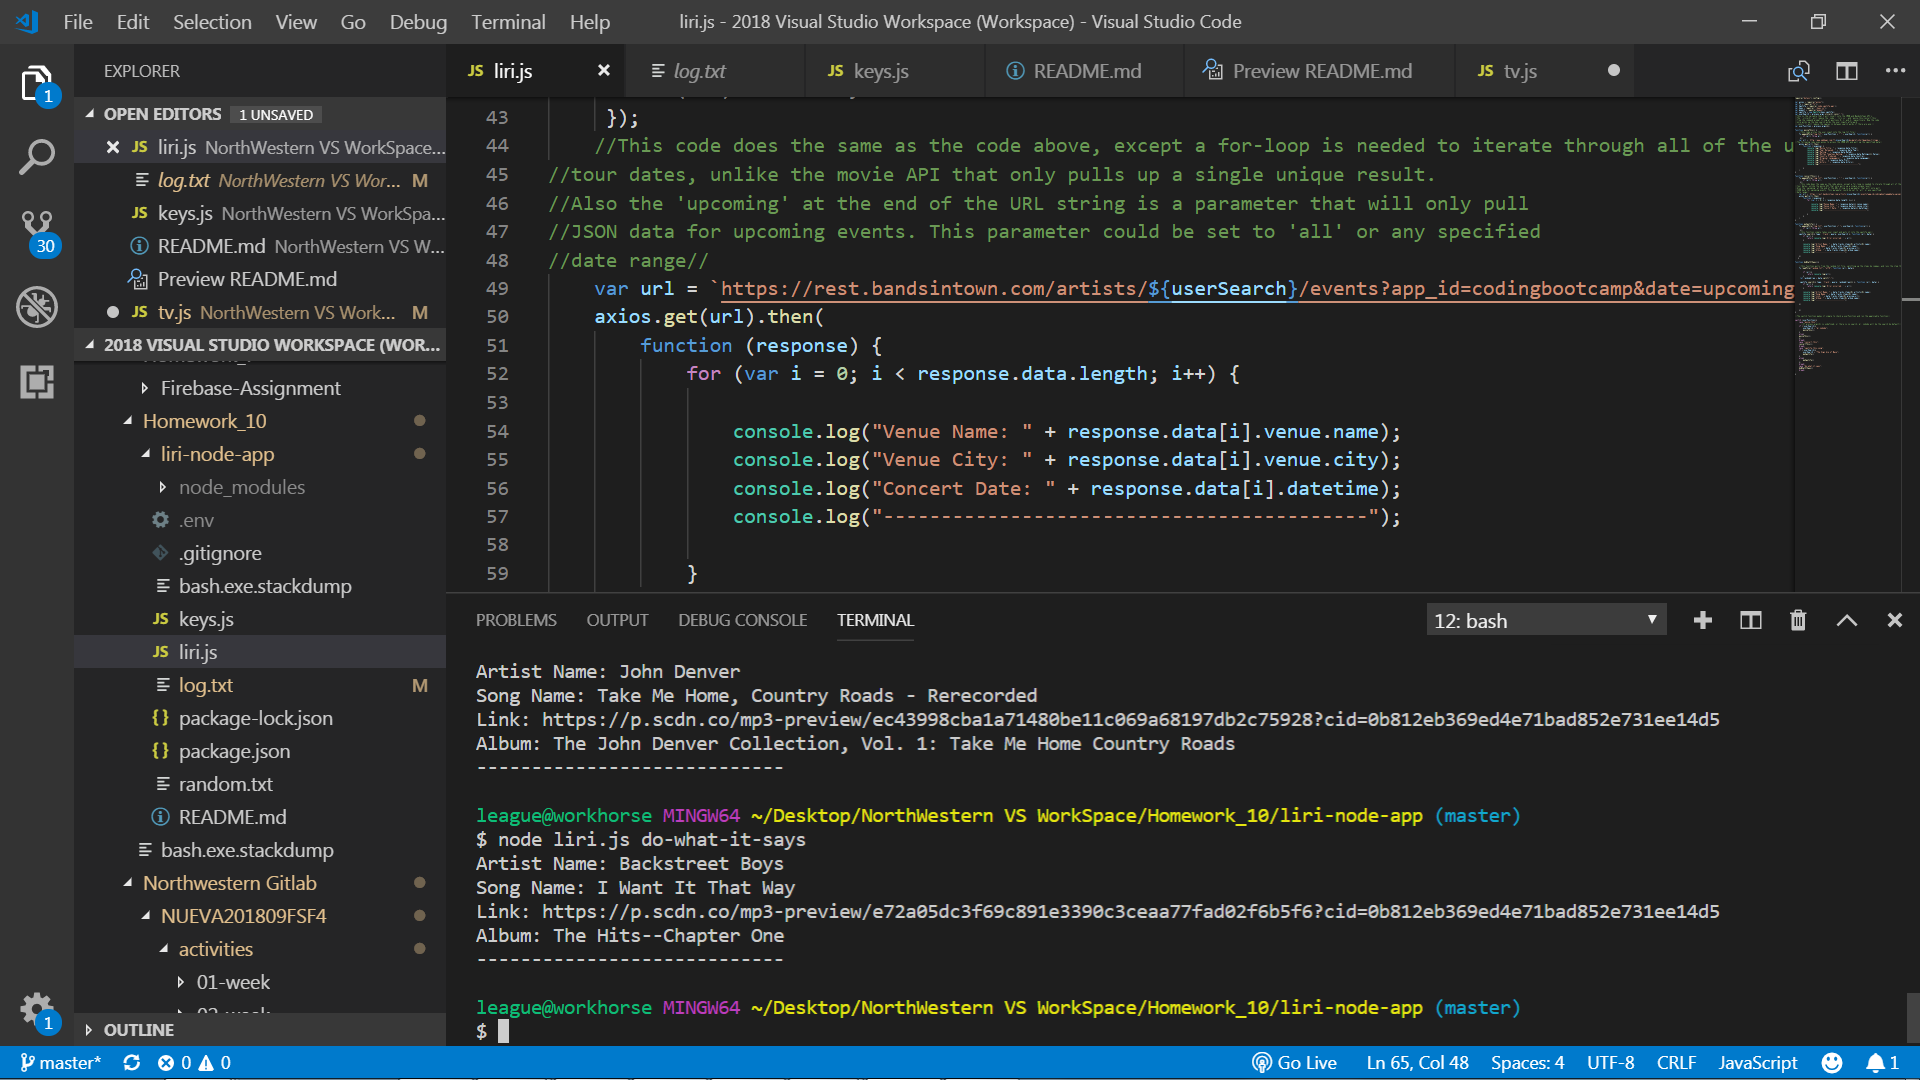 File Edit Selection View Go Debug Terminal Help
liri.js - 2018 Visual Studio Workspace (Workspace) - Visual Studio Code
EXPLORER
JS liri.js
log.txt
JS keys.js
README.md
Preview README.md
JS tv.js
OPEN EDITORS 1 UNSAVED
JS liri.js NorthWestern VS WorkSpace...
log.txt NorthWestern VS Wor... M
JS keys.js NorthWestern VS WorkSpa...
README.md NorthWestern VS W...
Preview README.md
JS tv.js NorthWestern VS Work... M
2018 VISUAL STUDIO WORKSPACE (WOR...
Firebase-Assignment
Homework_10
liri-node-app
node_modules
.env
.gitignore
bash.exe.stackdump
JS keys.js
JS liri.js
log.txt M
{} package-lock.json
{} package.json
random.txt
README.md
bash.exe.stackdump
Northwestern Gitlab
NUEVA201809FSF4
activities
01-week
OUTLINE
1
30
1
43 });
44 //This code does the same as the code above, except a for-loop is needed to iterate through all of the u
45 //tour dates, unlike the movie API that only pulls up a single unique result.
46 //Also the 'upcoming' at the end of the URL string is a parameter that will only pull
47 //JSON data for upcoming events. This parameter could be set to 'all' or any specified
48 //date range//
49 var url = `https://rest.bandsintown.com/artists/${userSearch}/events?app_id=codingbootcamp&date=upcoming
50 axios.get(url).then(
51 function (response) {
52 for (var i = 0; i < response.data.length; i++) {
53
54 console.log("Venue Name: " + response.data[i].venue.name);
55 console.log("Venue City: " + response.data[i].venue.city);
56 console.log("Concert Date: " + response.data[i].datetime);
57 console.log("------------------------------------------");
58
59 }
PROBLEMS OUTPUT DEBUG CONSOLE TERMINAL
12: bash
Artist Name: John Denver
Song Name: Take Me Home, Country Roads - Rerecorded
Link: https://p.scdn.co/mp3-preview/ec43998cba1a71480be11c069a68197db2c75928?cid=0b812eb369ed4e71bad852e731ee14d5
Album: The John Denver Collection, Vol. 1: Take Me Home Country Roads
----------------------------
league@workhorse MINGW64 ~/Desktop/NorthWestern VS WorkSpace/Homework_10/liri-node-app (master)
$ node liri.js do-what-it-says
Artist Name: Backstreet Boys
Song Name: I Want It That Way
Link: https://p.scdn.co/mp3-preview/e72a05dc3f69c891e3390c3ceaa77fad02f6b5f6?cid=0b812eb369ed4e71bad852e731ee14d5
Album: The Hits--Chapter One
----------------------------
league@workhorse MINGW64 ~/Desktop/NorthWestern VS WorkSpace/Homework_10/liri-node-app (master)
$
master* 0 0
Go Live Ln 65, Col 48 Spaces: 4 UTF-8 CRLF JavaScript 1